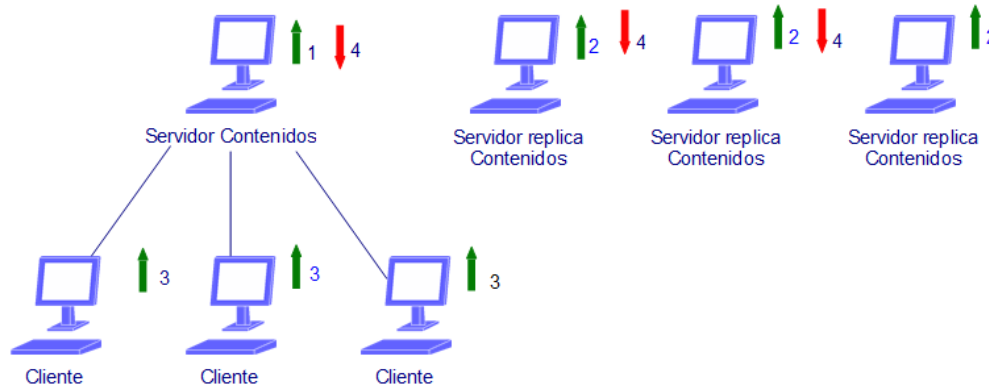 1 4
2 4
2 4
2
Servidor Contenidos
Servidor replica
Contenidos
Servidor replica
Contenidos
Servidor replica
Contenidos
3
3
3
Cliente
Cliente
Cliente